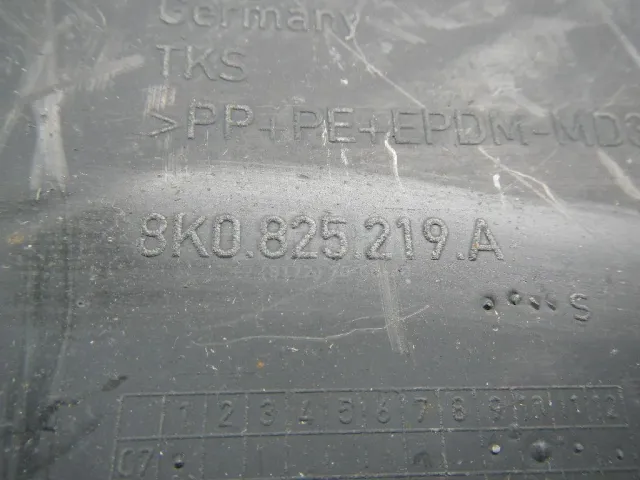 Germany
TKS
>PP+PE+EPDM-MD3
8K0.825.219.A
S
1 2 3 4 5 6 7 8 9 10 11 12
07